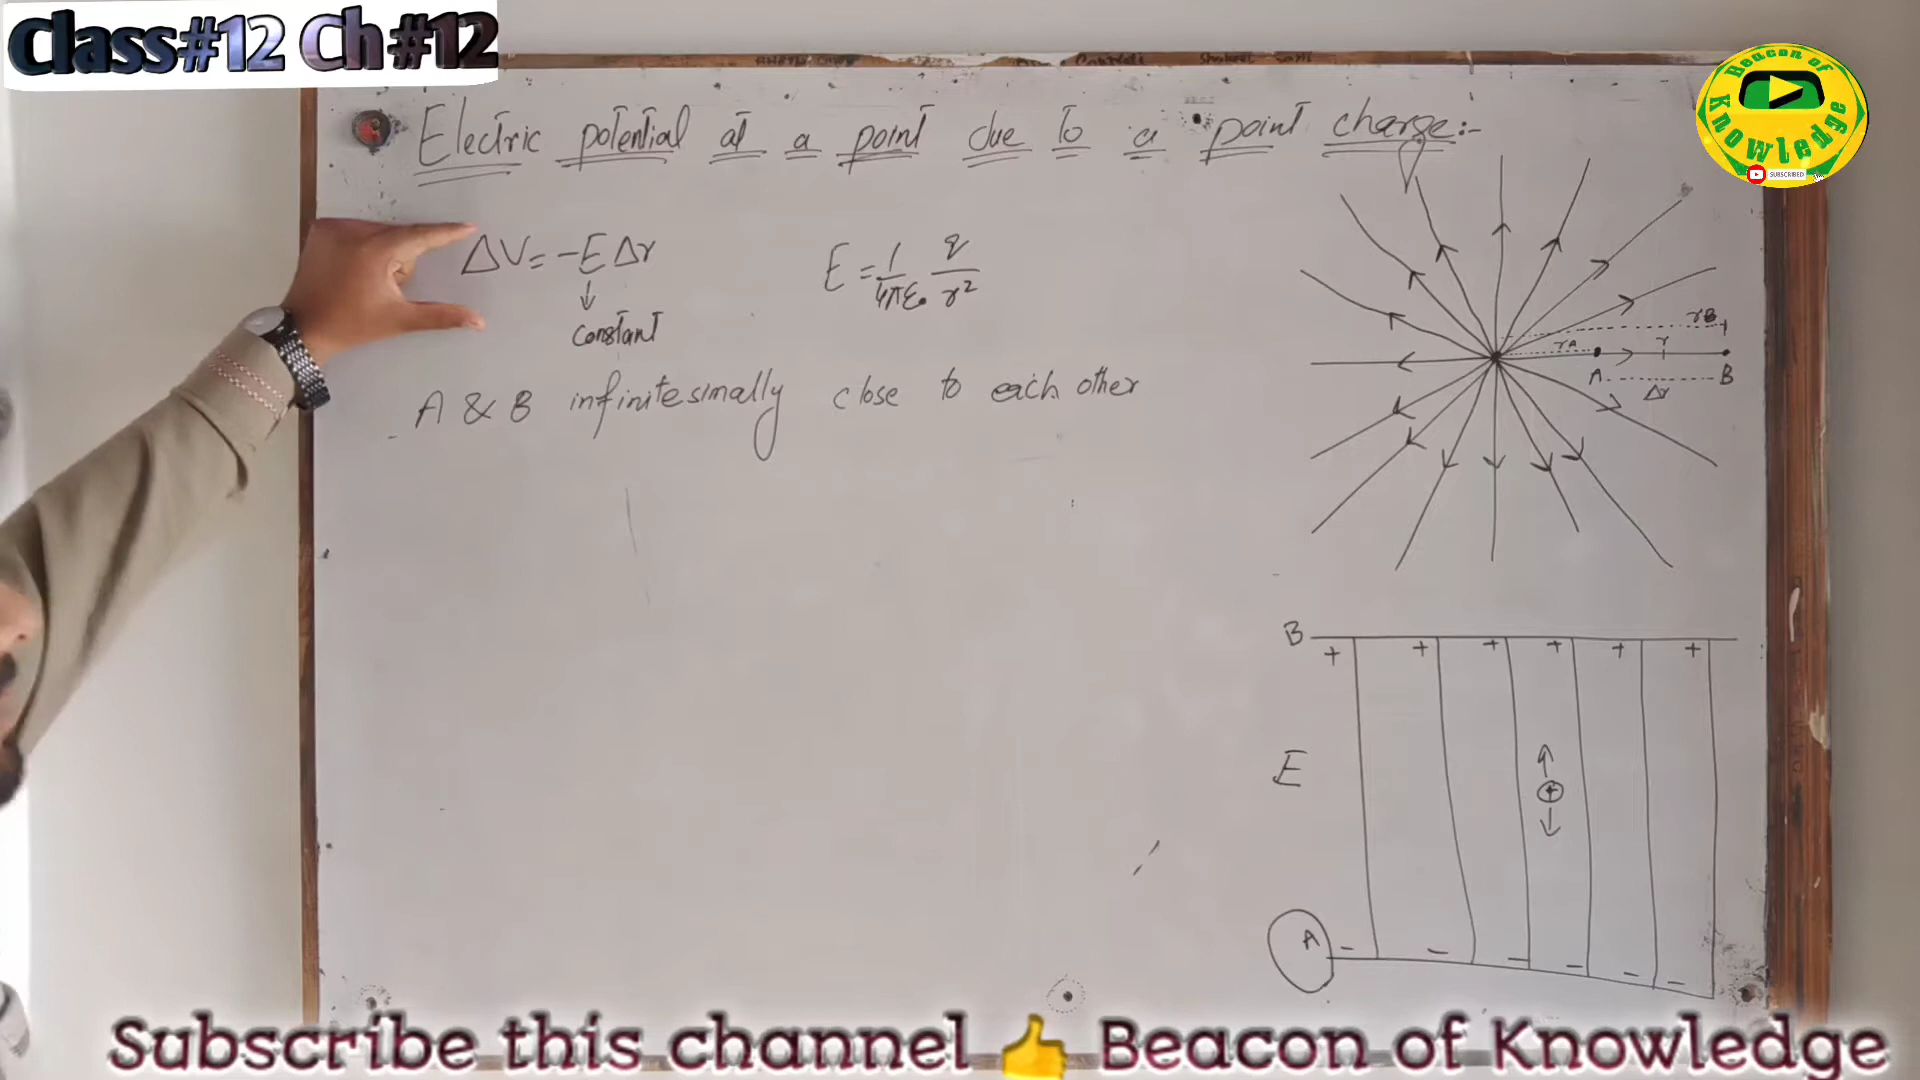 Class#12 Ch#12
Beacon of
Knowledge
SUBSCRIBED
Electric potential at a point due to a point charge:-
ΔV = -EΔr
↓
Constant
E = 1/4πε₀ q/r²
A & B infinitesimally close to each other
rB
rA
r
A
B
Δr
B
+ + + + + +
E
+
A
- - - - - -
Subscribe this channel 👍 Beacon of Knowledge